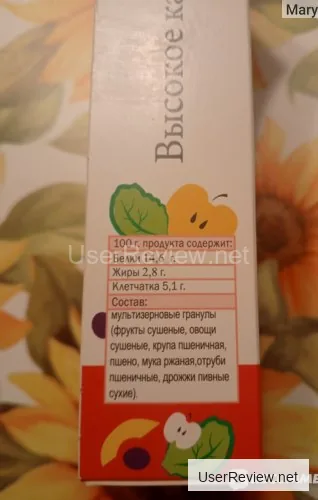 Mary
Высокое ка
100 г. продукта содержит:
Белки 14,6 г.
Жиры 2,8 г.
Клетчатка 5,1 г.
Состав:
мультизерновые гранулы
(фрукты сушеные, овощи
сушеные, крупа пшеничная,
пшено, мука ржаная,отруби
пшеничные, дрожжи пивные
сухие).
UserReview.net
UserReview.net